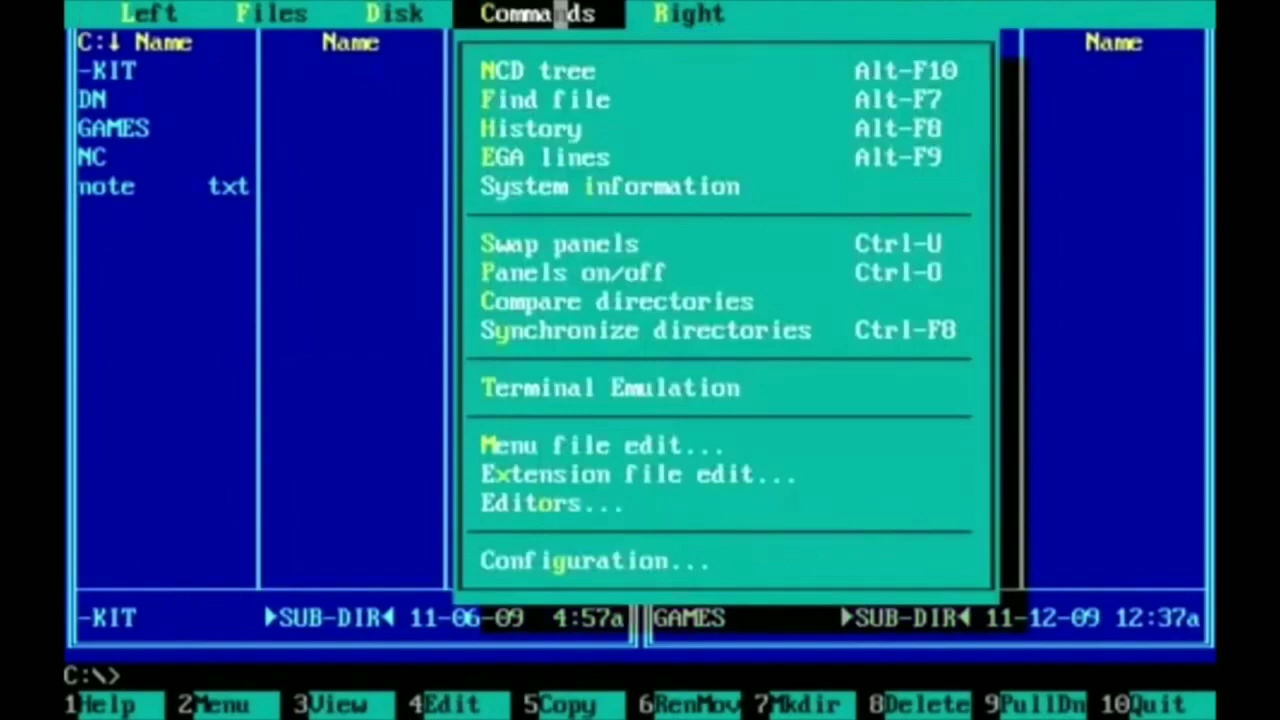 Left Files Disk Commands Right
C:↓ Name Name Name
-KIT
DN
GAMES
NC
note txt
NCD tree Alt-F10
Find file Alt-F7
History Alt-F8
EGA lines Alt-F9
System information
Swap panels Ctrl-U
Panels on/off Ctrl-O
Compare directories
Synchronize directories Ctrl-F8
Terminal Emulation
Menu file edit...
Extension file edit...
Editors...
Configuration...
-KIT ►SUB-DIR◄ 11-06-09 4:57a GAMES ►SUB-DIR◄ 11-12-09 12:37a
C:\>
1Help 2Menu 3View 4Edit 5Copy 6RenMov 7Mkdir 8Delete 9PullDn 10Quit